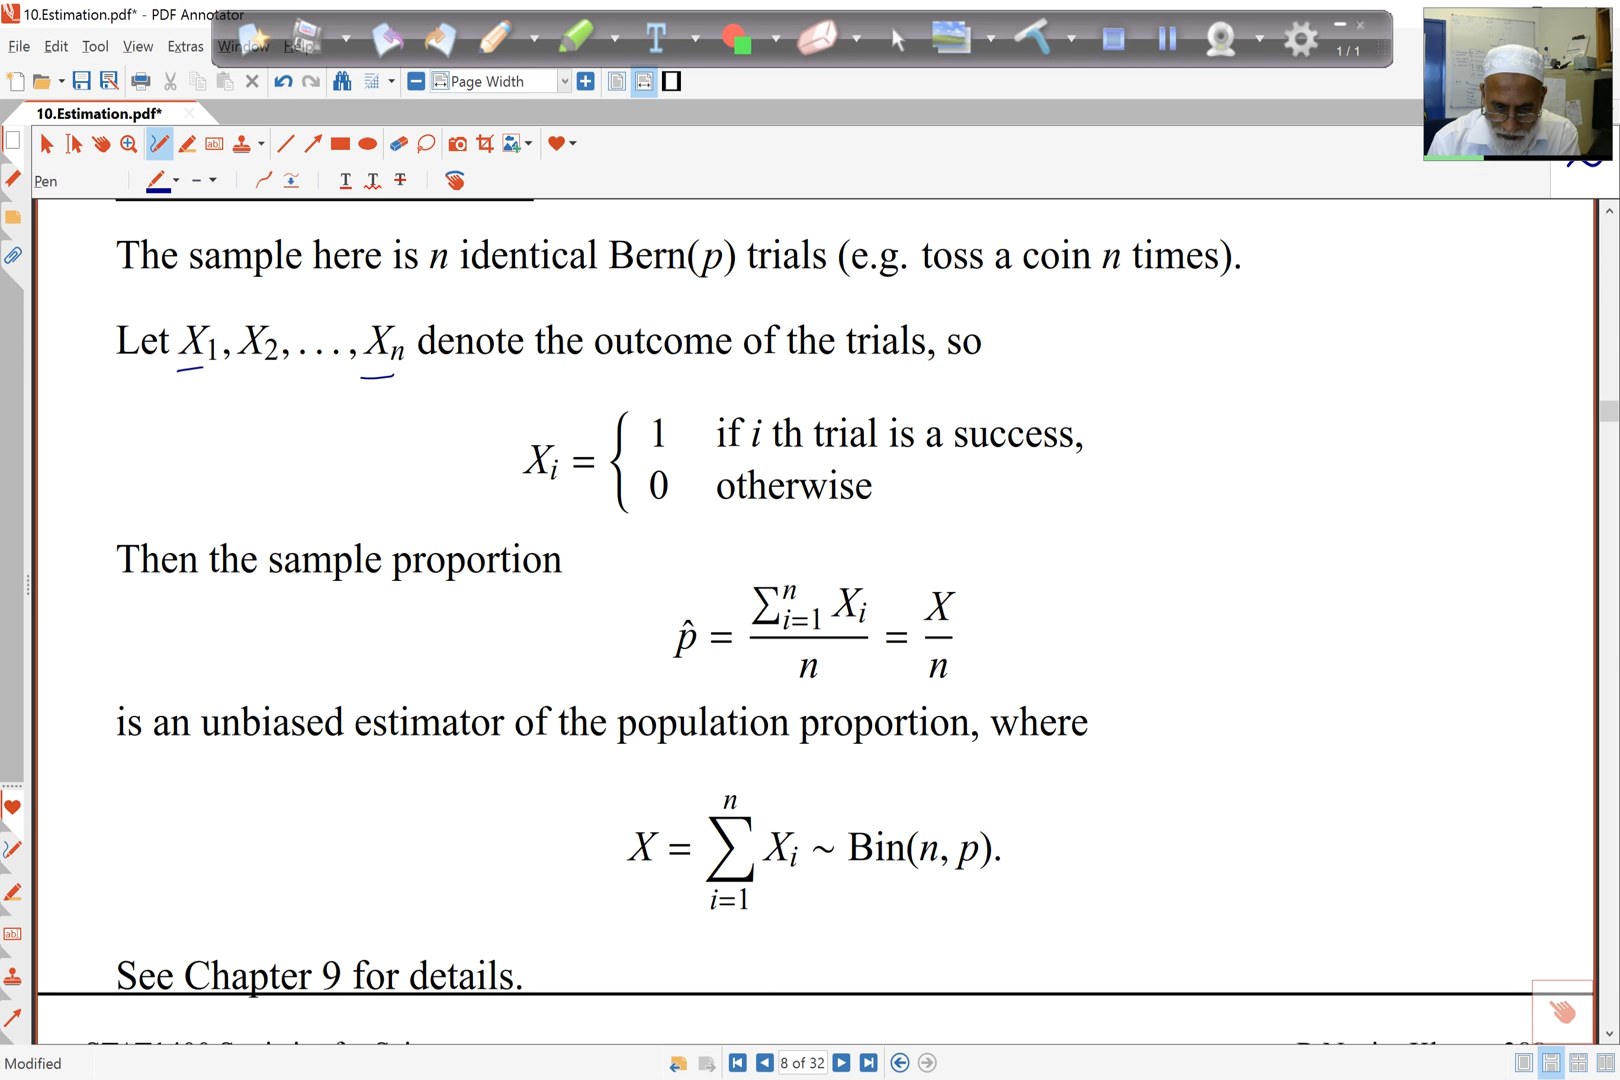 10.Estimation.pdf* - PDF Annotator
File Edit Tool View Extras Window Help
1 / 1
Page Width
10.Estimation.pdf*
Pen
The sample here is n identical Bern(p) trials (e.g. toss a coin n times).
Let X₁, X₂, . . . , Xₙ denote the outcome of the trials, so
Xᵢ = { 1 if i th trial is a success,
0 otherwise
Then the sample proportion
p̂ = ∑ⁿᵢ₌₁ Xᵢ / n = X / n
is an unbiased estimator of the population proportion, where
X = ∑ⁿᵢ₌₁ Xᵢ ~ Bin(n, p).
See Chapter 9 for details.
Modified
8 of 32